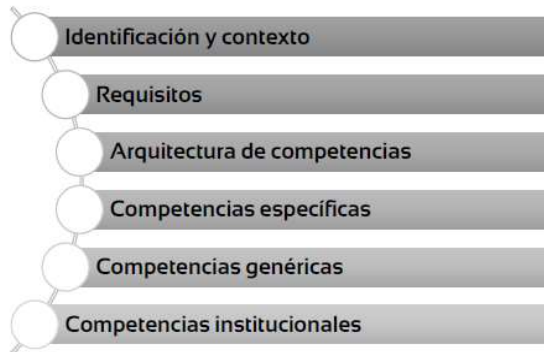 Identificación y contexto
Requisitos
Arquitectura de competencias
Competencias específicas
Competencias genéricas
Competencias institucionales